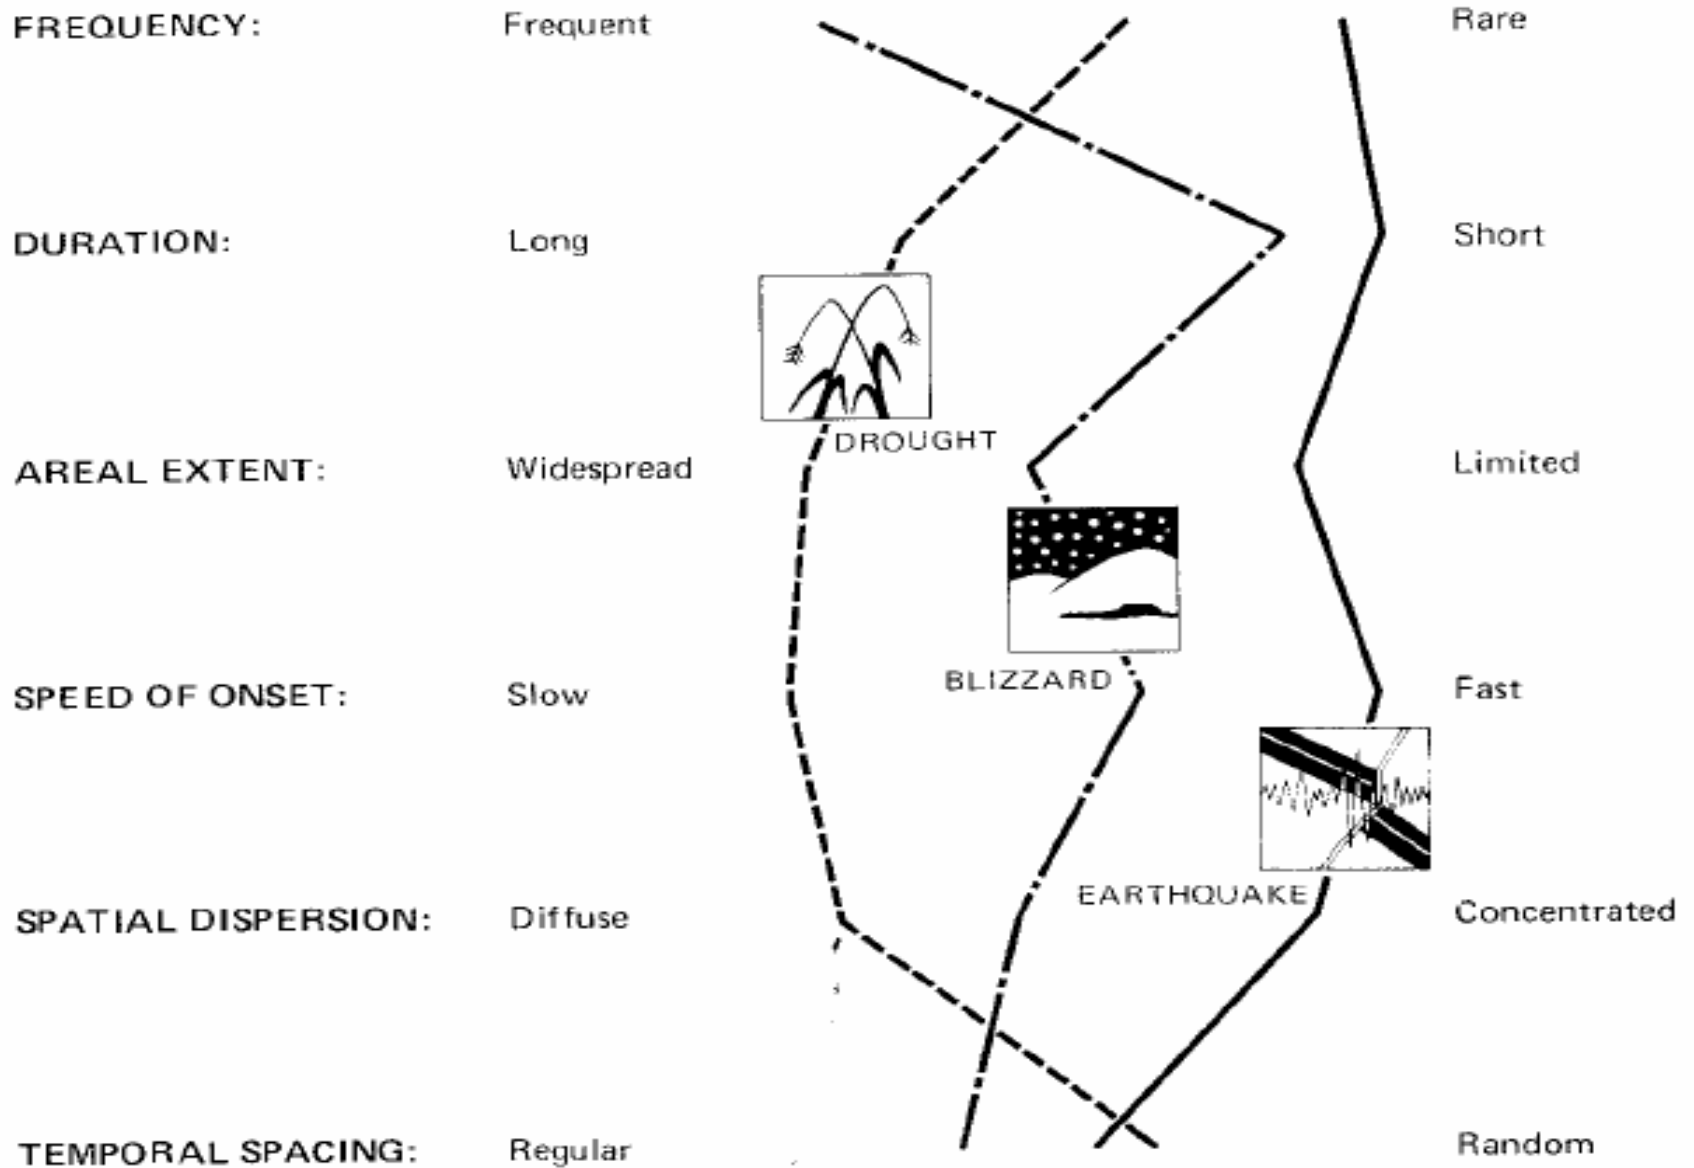 FREQUENCY: Frequent Rare
DURATION: Long Short
DROUGHT
AREAL EXTENT: Widespread Limited
BLIZZARD
SPEED OF ONSET: Slow Fast
EARTHQUAKE
SPATIAL DISPERSION: Diffuse Concentrated
TEMPORAL SPACING: Regular Random